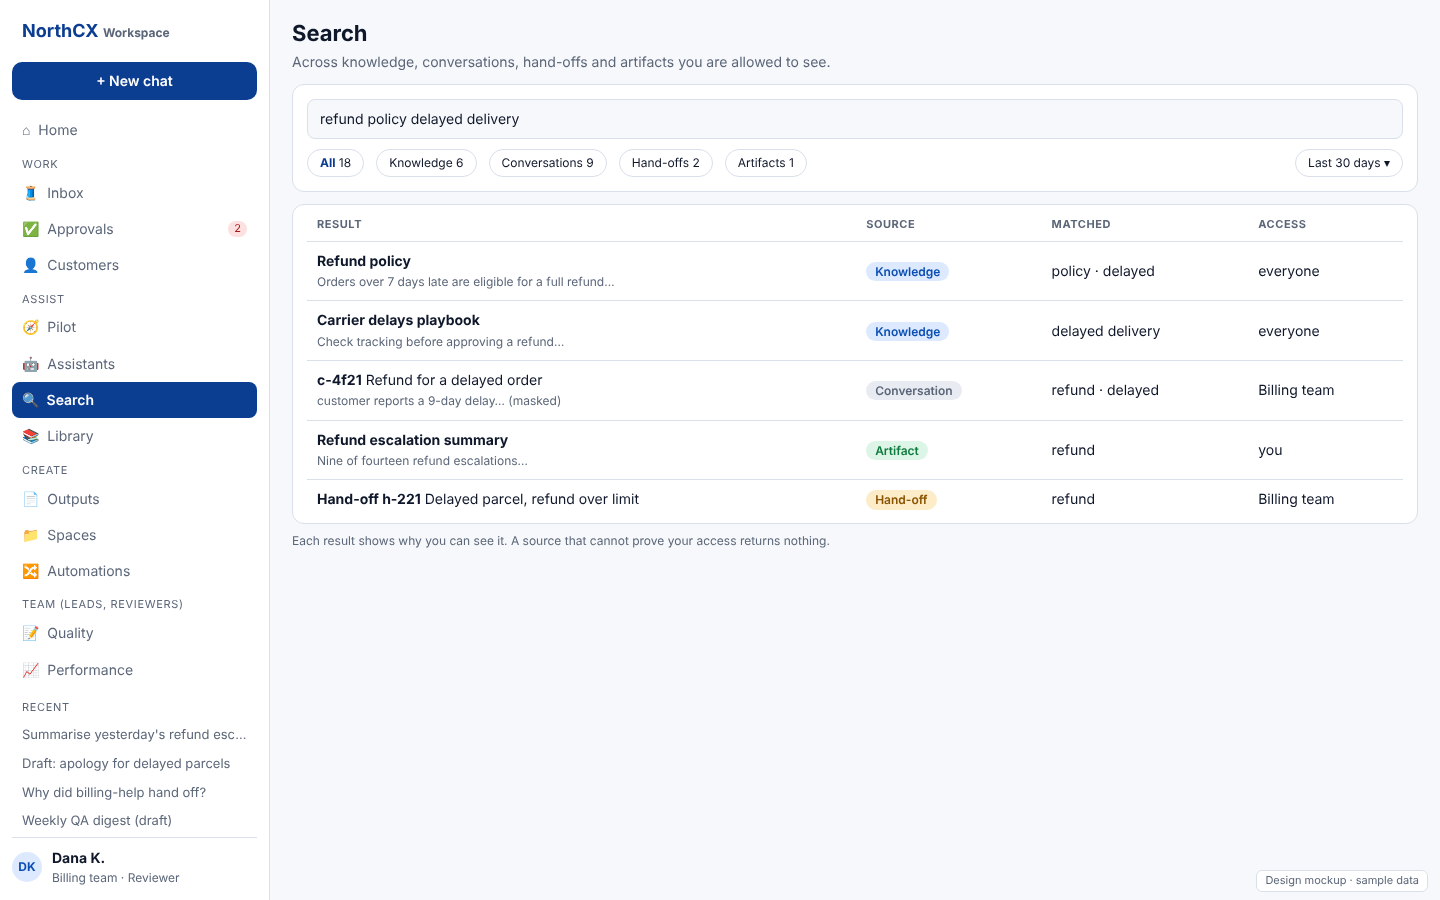 NorthCX Workspace
+ New chat
Home
WORK
Inbox
Approvals 2
Customers
ASSIST
Pilot
Assistants
Search
Library
CREATE
Outputs
Spaces
Automations
TEAM (LEADS, REVIEWERS)
Quality
Performance
RECENT
Summarise yesterday's refund esc...
Draft: apology for delayed parcels
Why did billing-help hand off?
Weekly QA digest (draft)
DK
Dana K.
Billing team · Reviewer
Search
Across knowledge, conversations, hand-offs and artifacts you are allowed to see.
refund policy delayed delivery
All 18 Knowledge 6 Conversations 9 Hand-offs 2 Artifacts 1 Last 30 days ▾
RESULT SOURCE MATCHED ACCESS
Refund policy
Orders over 7 days late are eligible for a full refund...
Knowledge policy · delayed everyone
Carrier delays playbook
Check tracking before approving a refund...
Knowledge delayed delivery everyone
c-4f21 Refund for a delayed order
customer reports a 9-day delay... (masked)
Conversation refund · delayed Billing team
Refund escalation summary
Nine of fourteen refund escalations...
Artifact refund you
Hand-off h-221 Delayed parcel, refund over limit Hand-off refund Billing team
Each result shows why you can see it. A source that cannot prove your access returns nothing.
Design mockup · sample data